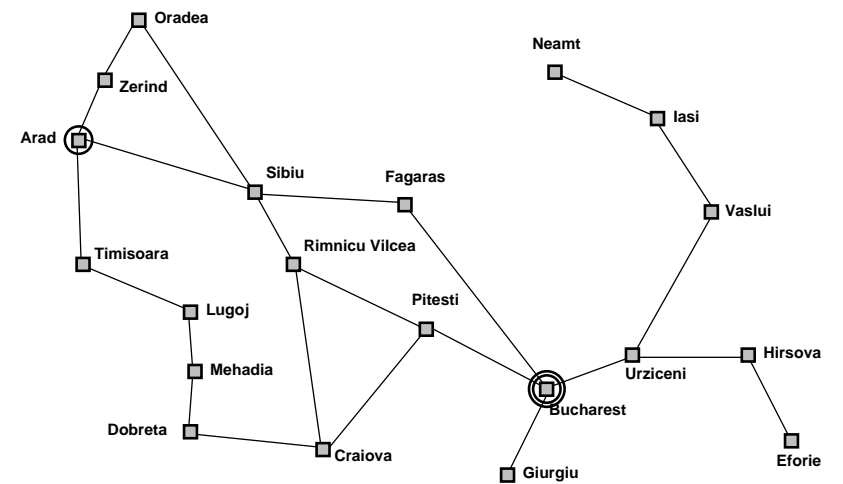 Oradea
Neamt
Zerind
Iasi
Arad
Sibiu
Fagaras
Vaslui
Timisoara
Rimnicu Vilcea
Lugoj
Pitesti
Mehadia
Hirsova
Urziceni
Bucharest
Dobreta
Craiova
Eforie
Giurgiu